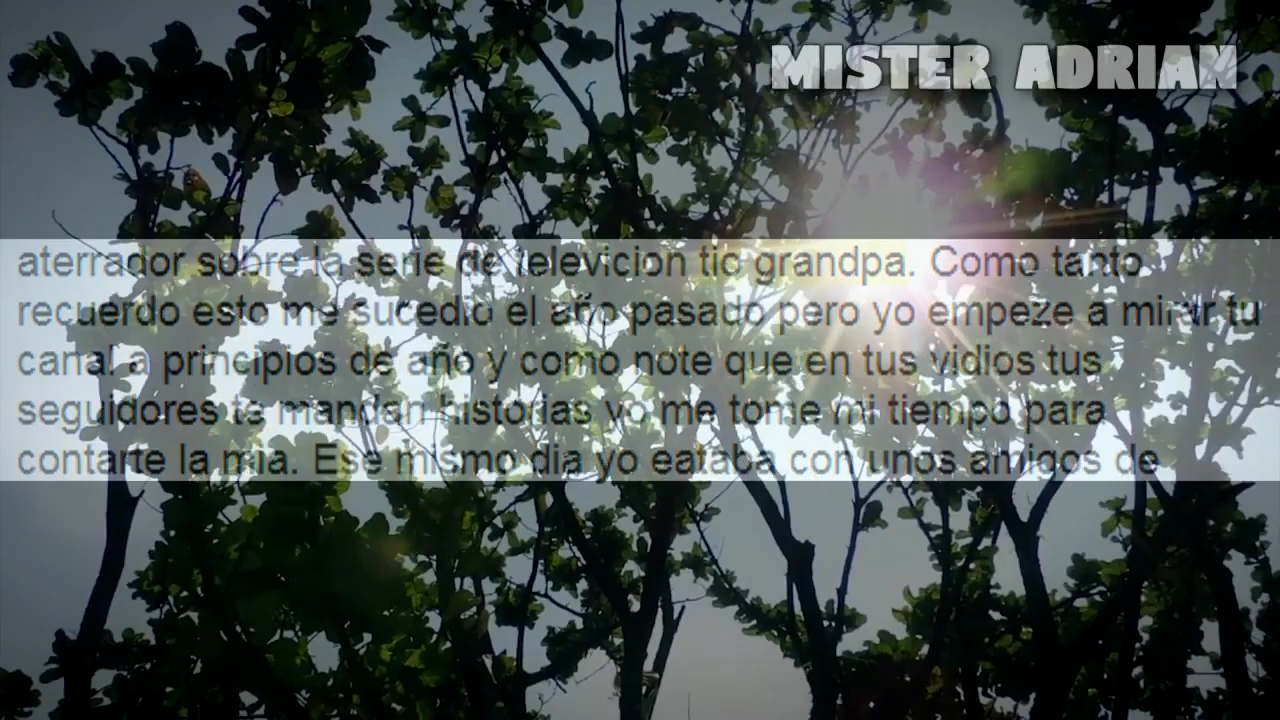 MISTER ADRIAN
aterrador sobre la serie de televicion tio grandpa. Como tanto
recuerdo esto me sucedio el año pasado pero yo empeze a mirar tu
canal a principios de año y como note que en tus vidios tus
seguidores te mandan historias yo me tome mi tiempo para
contarte la mia. Ese mismo dia yo eataba con unos amigos de